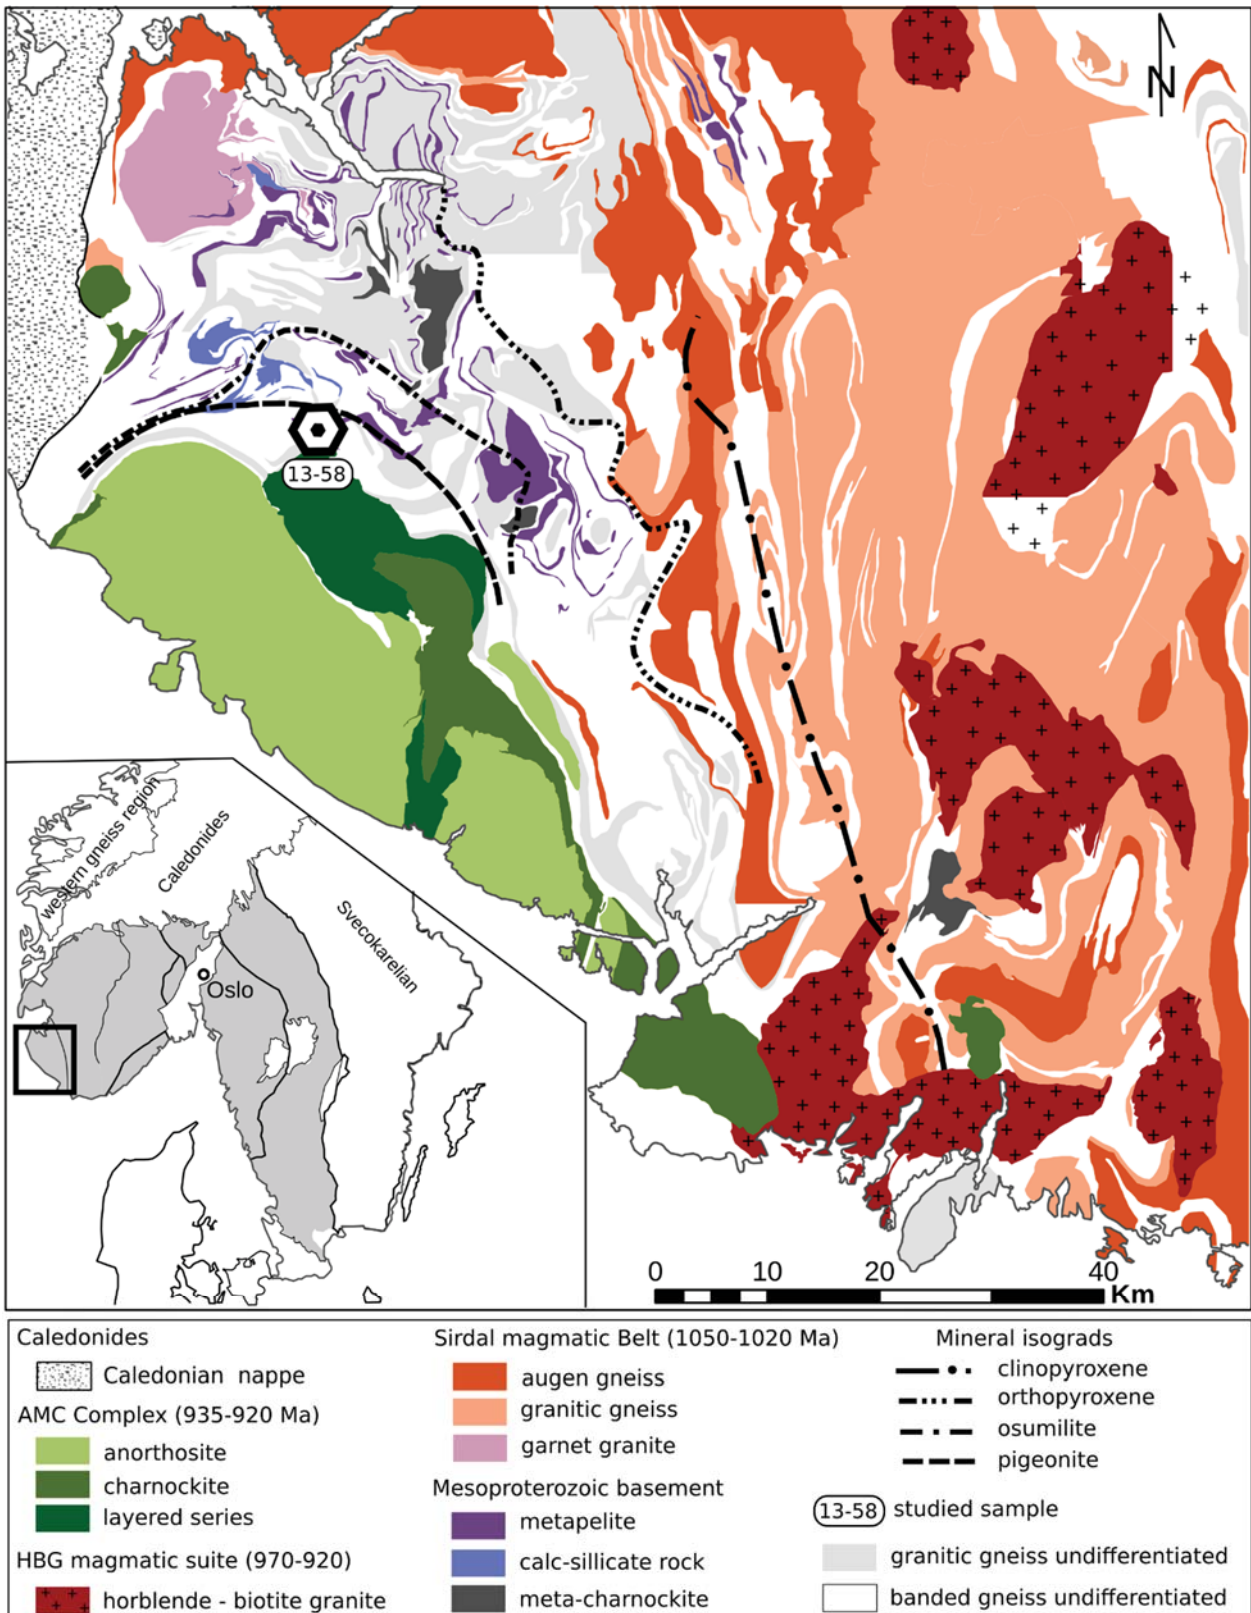 N
13-58
western gneiss region
Caledonides
Svecokarelian
Oslo
0 10 20 40 Km
Caledonides
Caledonian nappe
AMC Complex (935-920 Ma)
anorthosite
charnockite
layered series
HBG magmatic suite (970-920)
horblende - biotite granite
Sirdal magmatic Belt (1050-1020 Ma)
augen gneiss
granitic gneiss
garnet granite
Mesoproterozoic basement
metapelite
calc-sillicate rock
meta-charnockite
Mineral isograds
clinopyroxene
orthopyroxene
osumilite
pigeonite
13-58 studied sample
granitic gneiss undifferentiated
banded gneiss undifferentiated